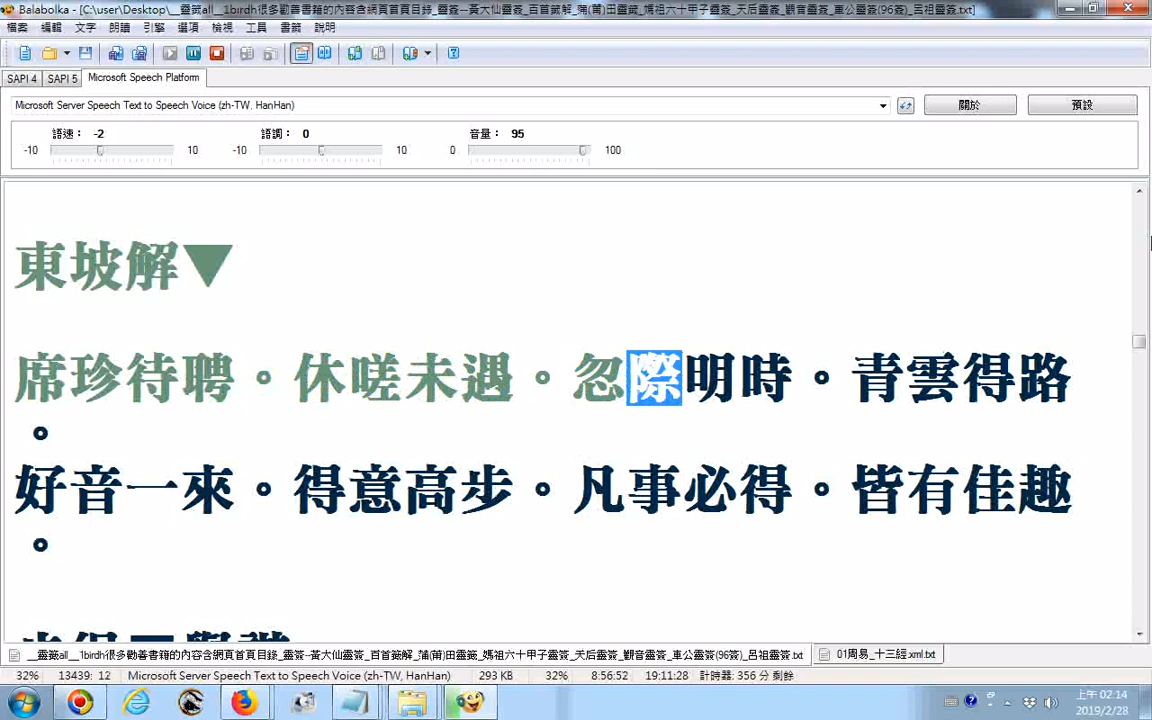 Balabolka - [C:\user\Desktop\__靈籤all__1birdh很多勸善書籍的內容含網頁首頁目錄_靈簽--黃大仙靈簽_百首籤解_蒲(莆)田靈籤_媽祖六十甲子靈簽_天后靈簽_觀音靈簽_車公靈簽(96簽)_呂祖靈簽.txt]
檔案 編輯 文字 朗讀 引擎 選項 檢視 工具 書籤 說明
SAPI 4 SAPI 5 Microsoft Speech Platform
Microsoft Server Speech Text to Speech Voice (zh-TW, HanHan) 關於 預設
語速： -2 語調： 0 音量： 95
-10 10 -10 10 0 100
東坡解▼
席珍待聘。休嗟未遇。忽際明時。青雲得路
。
好音一來。得意高步。凡事必得。皆有佳趣
。
__靈籤all__1birdh很多勸善書籍的內容含網頁首頁目錄_靈簽--黃大仙靈簽_百首籤解_蒲(莆)田靈籤_媽祖六十甲子靈簽_天后靈簽_觀音靈簽_車公靈簽(96簽)_呂祖靈簽.txt 01周易_十三經.xml.txt
32% 13439: 12 Microsoft Server Speech Text to Speech Voice (zh-TW, HanHan) 293 KB 32% 8:56:52 19:11:28 計時器: 356 分 剩餘
上午 02:14
2019/2/28